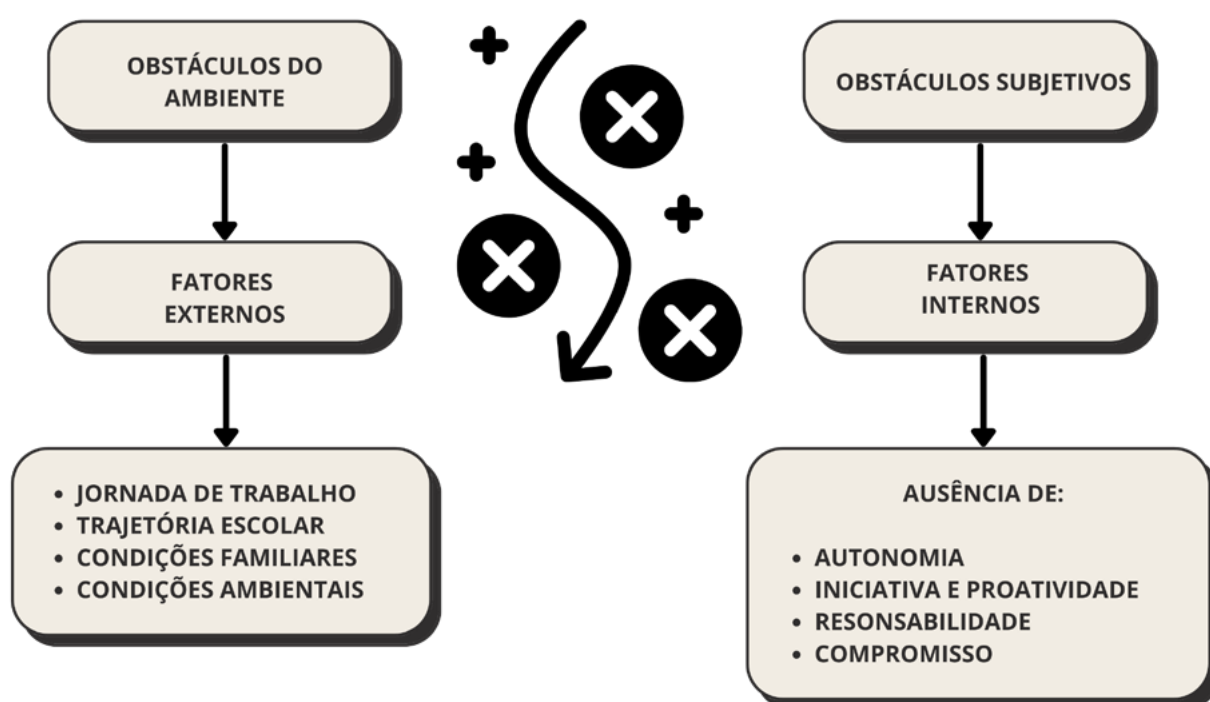 OBSTÁCULOS DO
AMBIENTE
FATORES
EXTERNOS
• JORNADA DE TRABALHO
• TRAJETÓRIA ESCOLAR
• CONDIÇÕES FAMILIARES
• CONDIÇÕES AMBIENTAIS
OBSTÁCULOS SUBJETIVOS
FATORES
INTERNOS
AUSÊNCIA DE:
• AUTONOMIA
• INICIATIVA E PROATIVIDADE
• RESONSABILIDADE
• COMPROMISSO